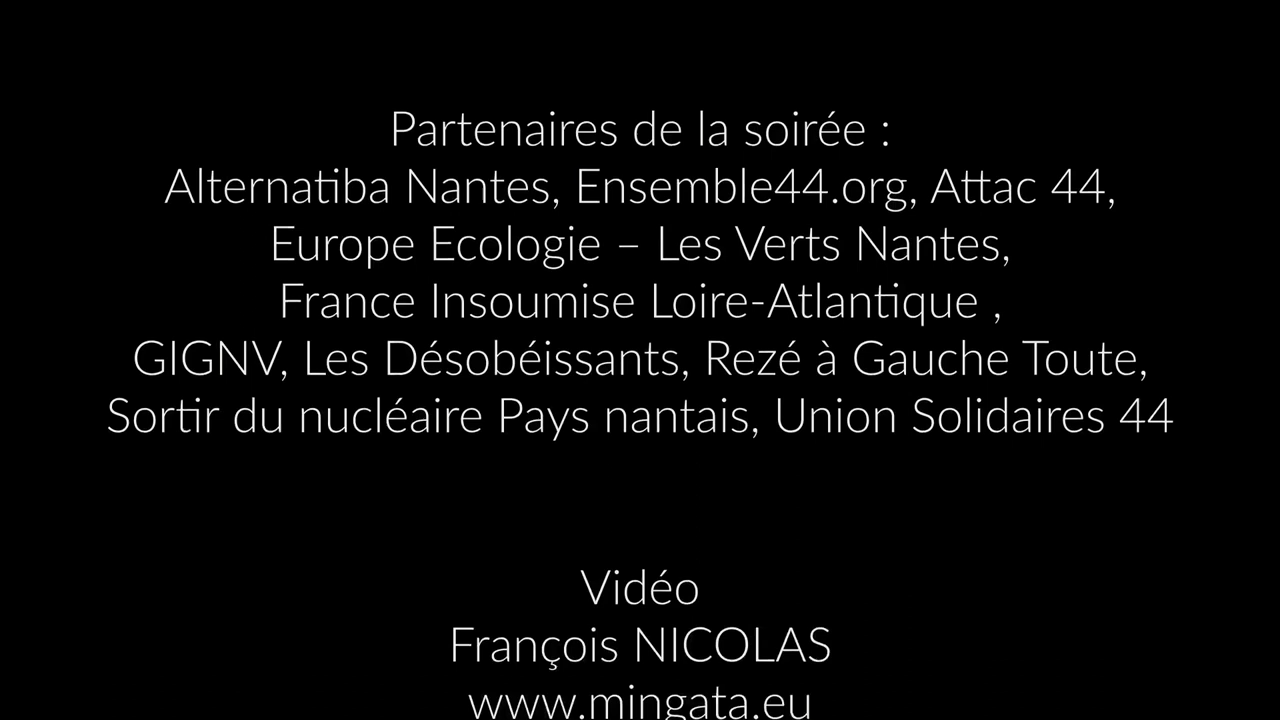 Partenaires de la soirée :
Alternatiba Nantes, Ensemble44.org, Attac 44,
Europe Ecologie – Les Verts Nantes,
France Insoumise Loire-Atlantique ,
GIGNV, Les Désobéissants, Rezé à Gauche Toute,
Sortir du nucléaire Pays nantais, Union Solidaires 44
Vidéo
François NICOLAS
www.mingata.eu